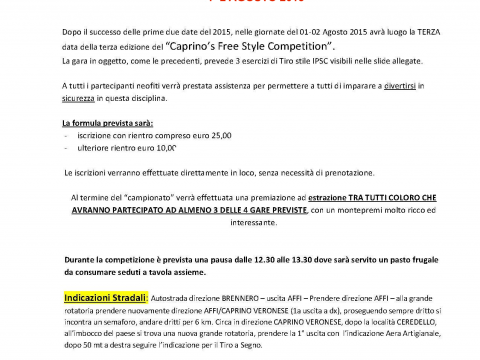 Dopo il successo delle prime due date del 2015, nelle giornate del 01-02 Agosto 2015 avrà luogo la TERZA
data della terza edizione del "Caprino's Free Style Competition".
La gara in oggetto, come le precedenti, prevede 3 esercizi di Tiro stile IPSC visibili nelle slide allegate.
A tutti i partecipanti neofiti verrà prestata assistenza per permettere a tutti di imparare a divertirsi in
sicurezza in questa disciplina.
La formula prevista sarà:
- iscrizione con rientro compreso euro 25,00
- ulteriore rientro euro 10,00
Le iscrizioni verranno effettuate direttamente in loco, senza necessità di prenotazione.
Al termine del "campionato" verrà effettuata una premiazione ad estrazione TRA TUTTI COLORO CHE
AVRANNO PARTECIPATO AD ALMENO 3 DELLE 4 GARE PREVISTE, con un montepremi molto ricco ed
interessante.
Durante la competizione è prevista una pausa dalle 12.30 alle 13.30 dove sarà servito un pasto frugale
da consumare seduti a tavola assieme.
Indicazioni Stradali: Autostrada direzione BRENNERO – uscita AFFI – Prendere direzione AFFI – alla grande
rotatoria prendere nuovamente direzione AFFI/CAPRINO VERONESE (1a uscita a dx), proseguendo sempre dritto si
incontra un semaforo, andare dritti per 6 km. Circa in direzione CAPRINO VERONESE, dopo la località CEREDELLO,
all'imbocco del paese si trova una nuova grande rotatoria, prendere la 1° uscita con l'indicazione Aera Artigianale,
dopo 50 mt a destra seguire l'indicazione per il Tiro a Segno.